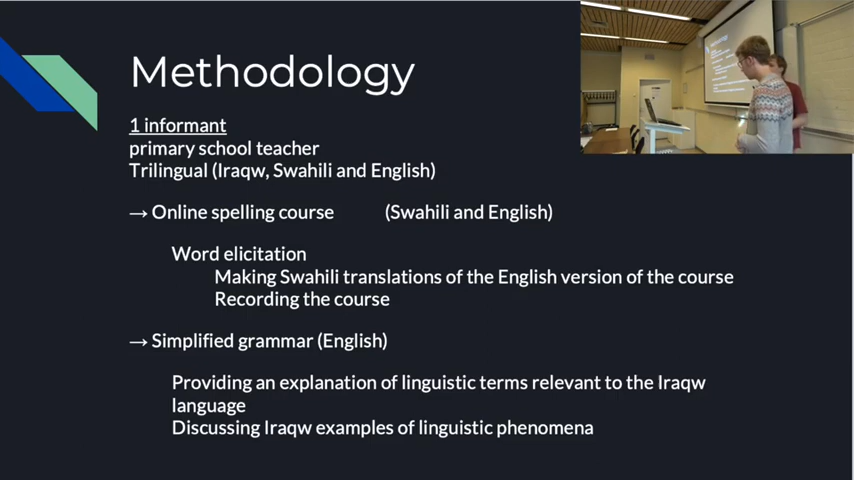 Methodology
1 informant
primary school teacher
Trilingual (Iraqw, Swahili and English)
→ Online spelling course (Swahili and English)
Word elicitation
Making Swahili translations of the English version of the course
Recording the course
→ Simplified grammar (English)
Providing an explanation of linguistic terms relevant to the Iraqw
language
Discussing Iraqw examples of linguistic phenomena